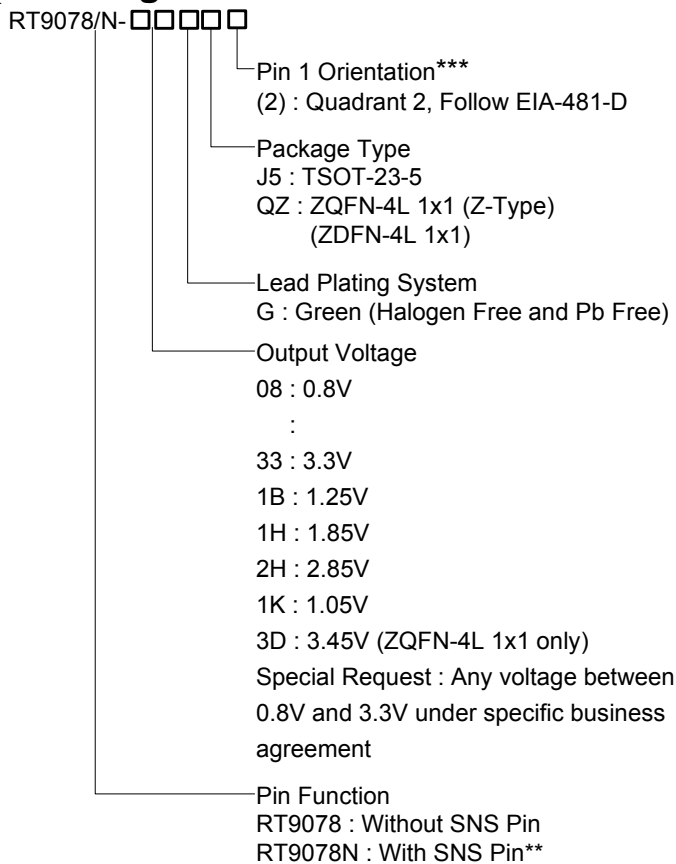 RT9078/N-
Pin 1 Orientation***
(2) : Quadrant 2, Follow EIA-481-D
Package Type
J5 : TSOT-23-5
QZ : ZQFN-4L 1x1 (Z-Type)
(ZDFN-4L 1x1)
Lead Plating System
G : Green (Halogen Free and Pb Free)
Output Voltage
08 : 0.8V
:
33 : 3.3V
1B : 1.25V
1H : 1.85V
2H : 2.85V
1K : 1.05V
3D : 3.45V (ZQFN-4L 1x1 only)
Special Request : Any voltage between
0.8V and 3.3V under specific business
agreement
Pin Function
RT9078 : Without SNS Pin
RT9078N : With SNS Pin**